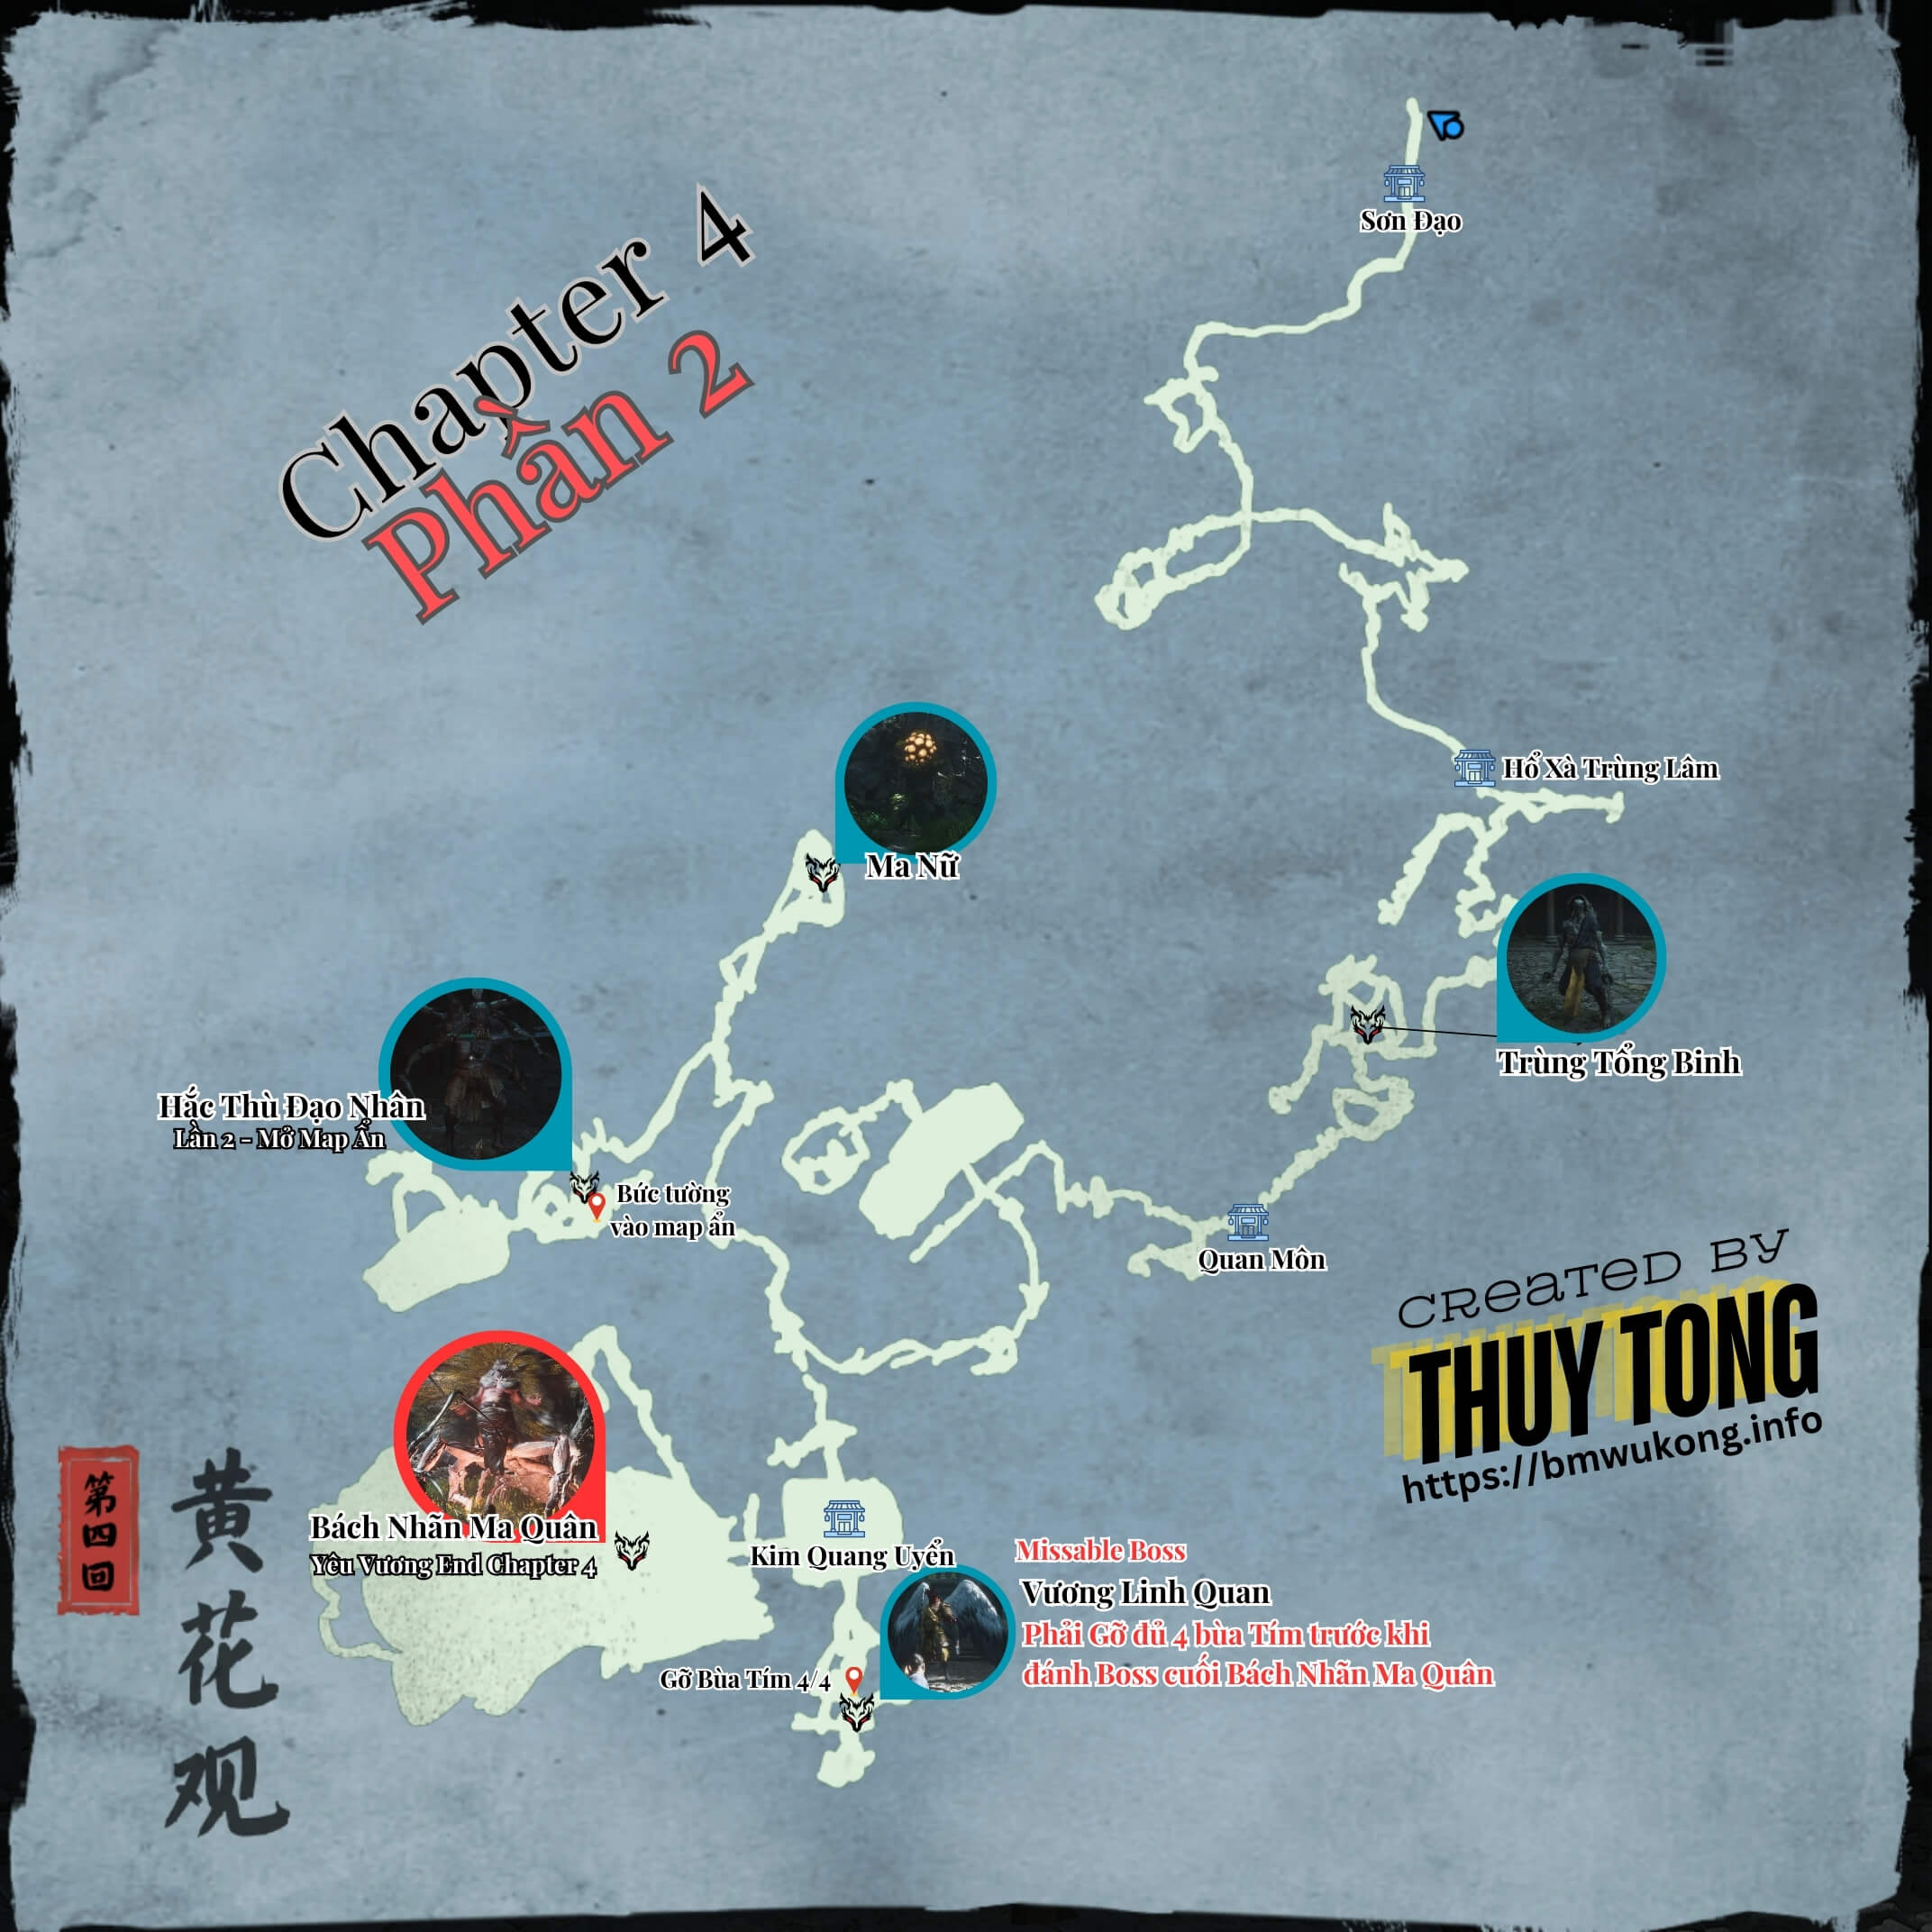 Chapter 4
Phần 2
Sơn Đạo
Hổ Xà Trùng Lâm
Ma Nữ
Trùng Tổng Binh
Hắc Thù Đạo Nhân
Lần 2 - Mở Map Ẩn
Bức tường
vào map ẩn
Quan Môn
CREATED BY
THUY TONG
https://bmwukong.info
Bách Nhãn Ma Quân
Yêu Vương End Chapter 4
Kim Quang Uyển
Missable Boss
Vương Linh Quan
Phải Gỡ đủ 4 bùa Tím trước khi
đánh Boss cuối Bách Nhãn Ma Quân
Gỡ Bùa Tím 4/4
第四回
黄花观